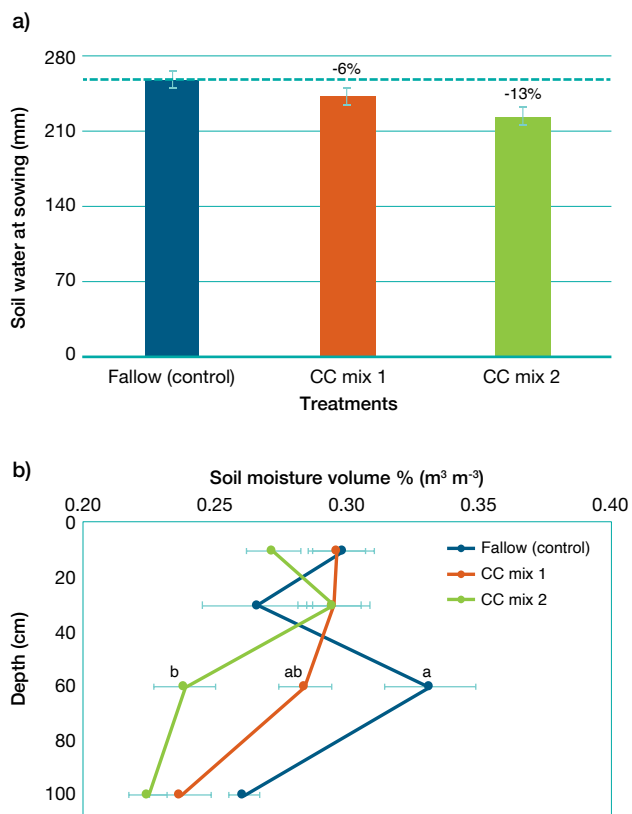 a)
Soil water at sowing (mm)
280
210
140
70
0
-6%
-13%
Fallow (control) CC mix 1 CC mix 2
Treatments
b)
Soil moisture volume % (m³ m⁻³)
0.20 0.25 0.30 0.35 0.40
Depth (cm)
0
20
40
60
80
100
Fallow (control)
CC mix 1
CC mix 2
b ab a